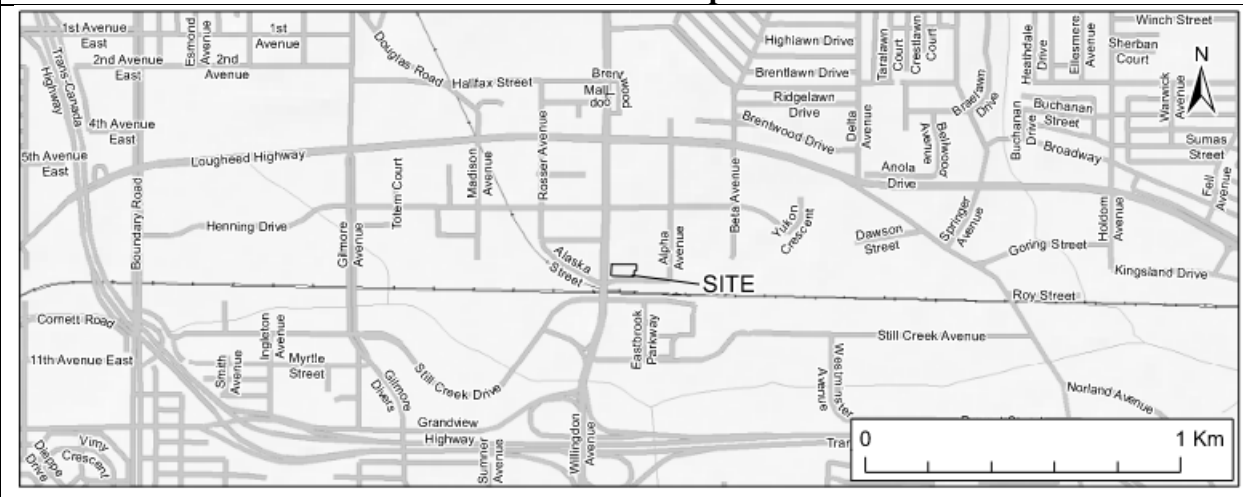 1st Avenue
East
Esmond
Avenue
1st
Avenue
2nd Avenue
East
2nd
Avenue
Trans-Canada
Highway
4th Avenue
East
5th Avenue
East
Lougheed Highway
Boundary Road
Henning Drive
Gilmore
Avenue
Totem Court
Douglas Road
Halifax Street
Madison
Avenue
Rosser Avenue
Alaska
Street
Alpha
Avenue
Beta Avenue
Yukon
Crescent
Highlawn Drive
Brentlawn Drive
Ridgelawn
Drive
Brentwood Drive
Delta
Avenue
Taralawn
Court
Crestlawn
Court
Braelawn
Drive
Bellwood
Avenue
Anola
Drive
Heathdale
Drive
Ellesmere
Avenue
Winch Street
Sherban
Court
Warwick
Avenue
N
Buchanan
Street
Buchanan
Drive
Broadway
Sumas
Street
Fell
Avenue
Holdom
Avenue
Springer
Avenue
Dawson
Street
Goring Street
Kingsland Drive
SITE
Roy Street
Cornett Road
11th Avenue East
Smith
Avenue
Ingleton
Avenue
Myrtle
Street
Gilmore
Divers
Still Creek Drive
Eastbrook
Parkway
Still Creek Avenue
Westminster
Avenue
Norland Avenue
Grandview
Highway
Sumner
Avenue
Willingdon
Avenue
Vimy
Crescent
Dieppe
Drive
0
1 Km